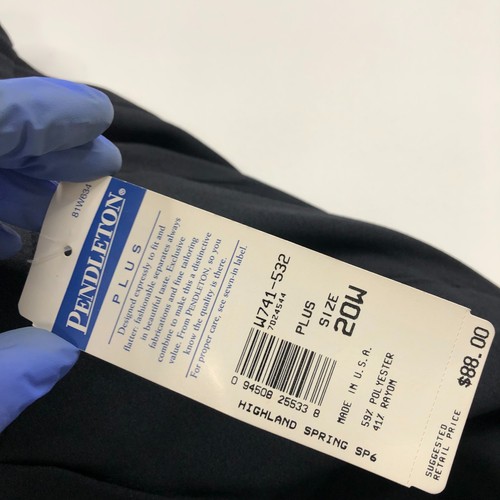 81W034
PENDLETON®
PLUS
Designed expressly to fit and
flatter: fashionable separates always
in beautiful taste. Exclusive
fabrications and fine tailoring
combine to make this a distinctive
value. From PENDLETON, so you
know the quality is there.
For proper care, see sewn-in label.
W741-532
7024544
PLUS
SIZE
20W
0 94508 25533 8
MADE IN U.S.A.
59% POLYESTER
41% RAYON
HIGHLAND SPRING SP6
$88.00
SUGGESTED
RETAIL PRICE